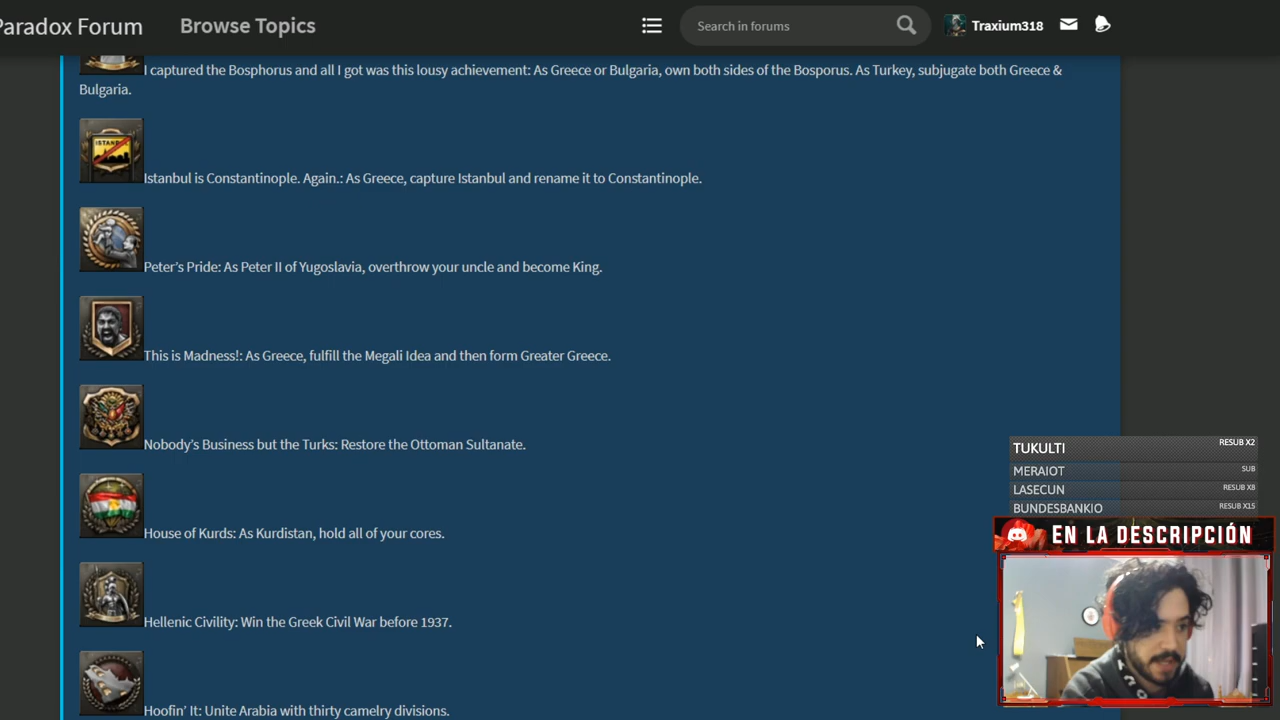 Paradox Forum
Browse Topics
Search in forums
Traxium318
I captured the Bosphorus and all I got was this lousy achievement: As Greece or Bulgaria, own both sides of the Bosporus. As Turkey, subjugate both Greece &
Bulgaria.
ISTANBUL
Istanbul is Constantinople. Again.: As Greece, capture Istanbul and rename it to Constantinople.
Peter’s Pride: As Peter II of Yugoslavia, overthrow your uncle and become King.
This is Madness!: As Greece, fulfill the Megali Idea and then form Greater Greece.
Nobody’s Business but the Turks: Restore the Ottoman Sultanate.
House of Kurds: As Kurdistan, hold all of your cores.
Hellenic Civility: Win the Greek Civil War before 1937.
Hoofin’ It: Unite Arabia with thirty camelry divisions.
TUKULTI RESUB X2
MERAIOT SUB
LASECUN RESUB X8
BUNDESBANKIO RESUB X15
EN LA DESCRIPCIÓN